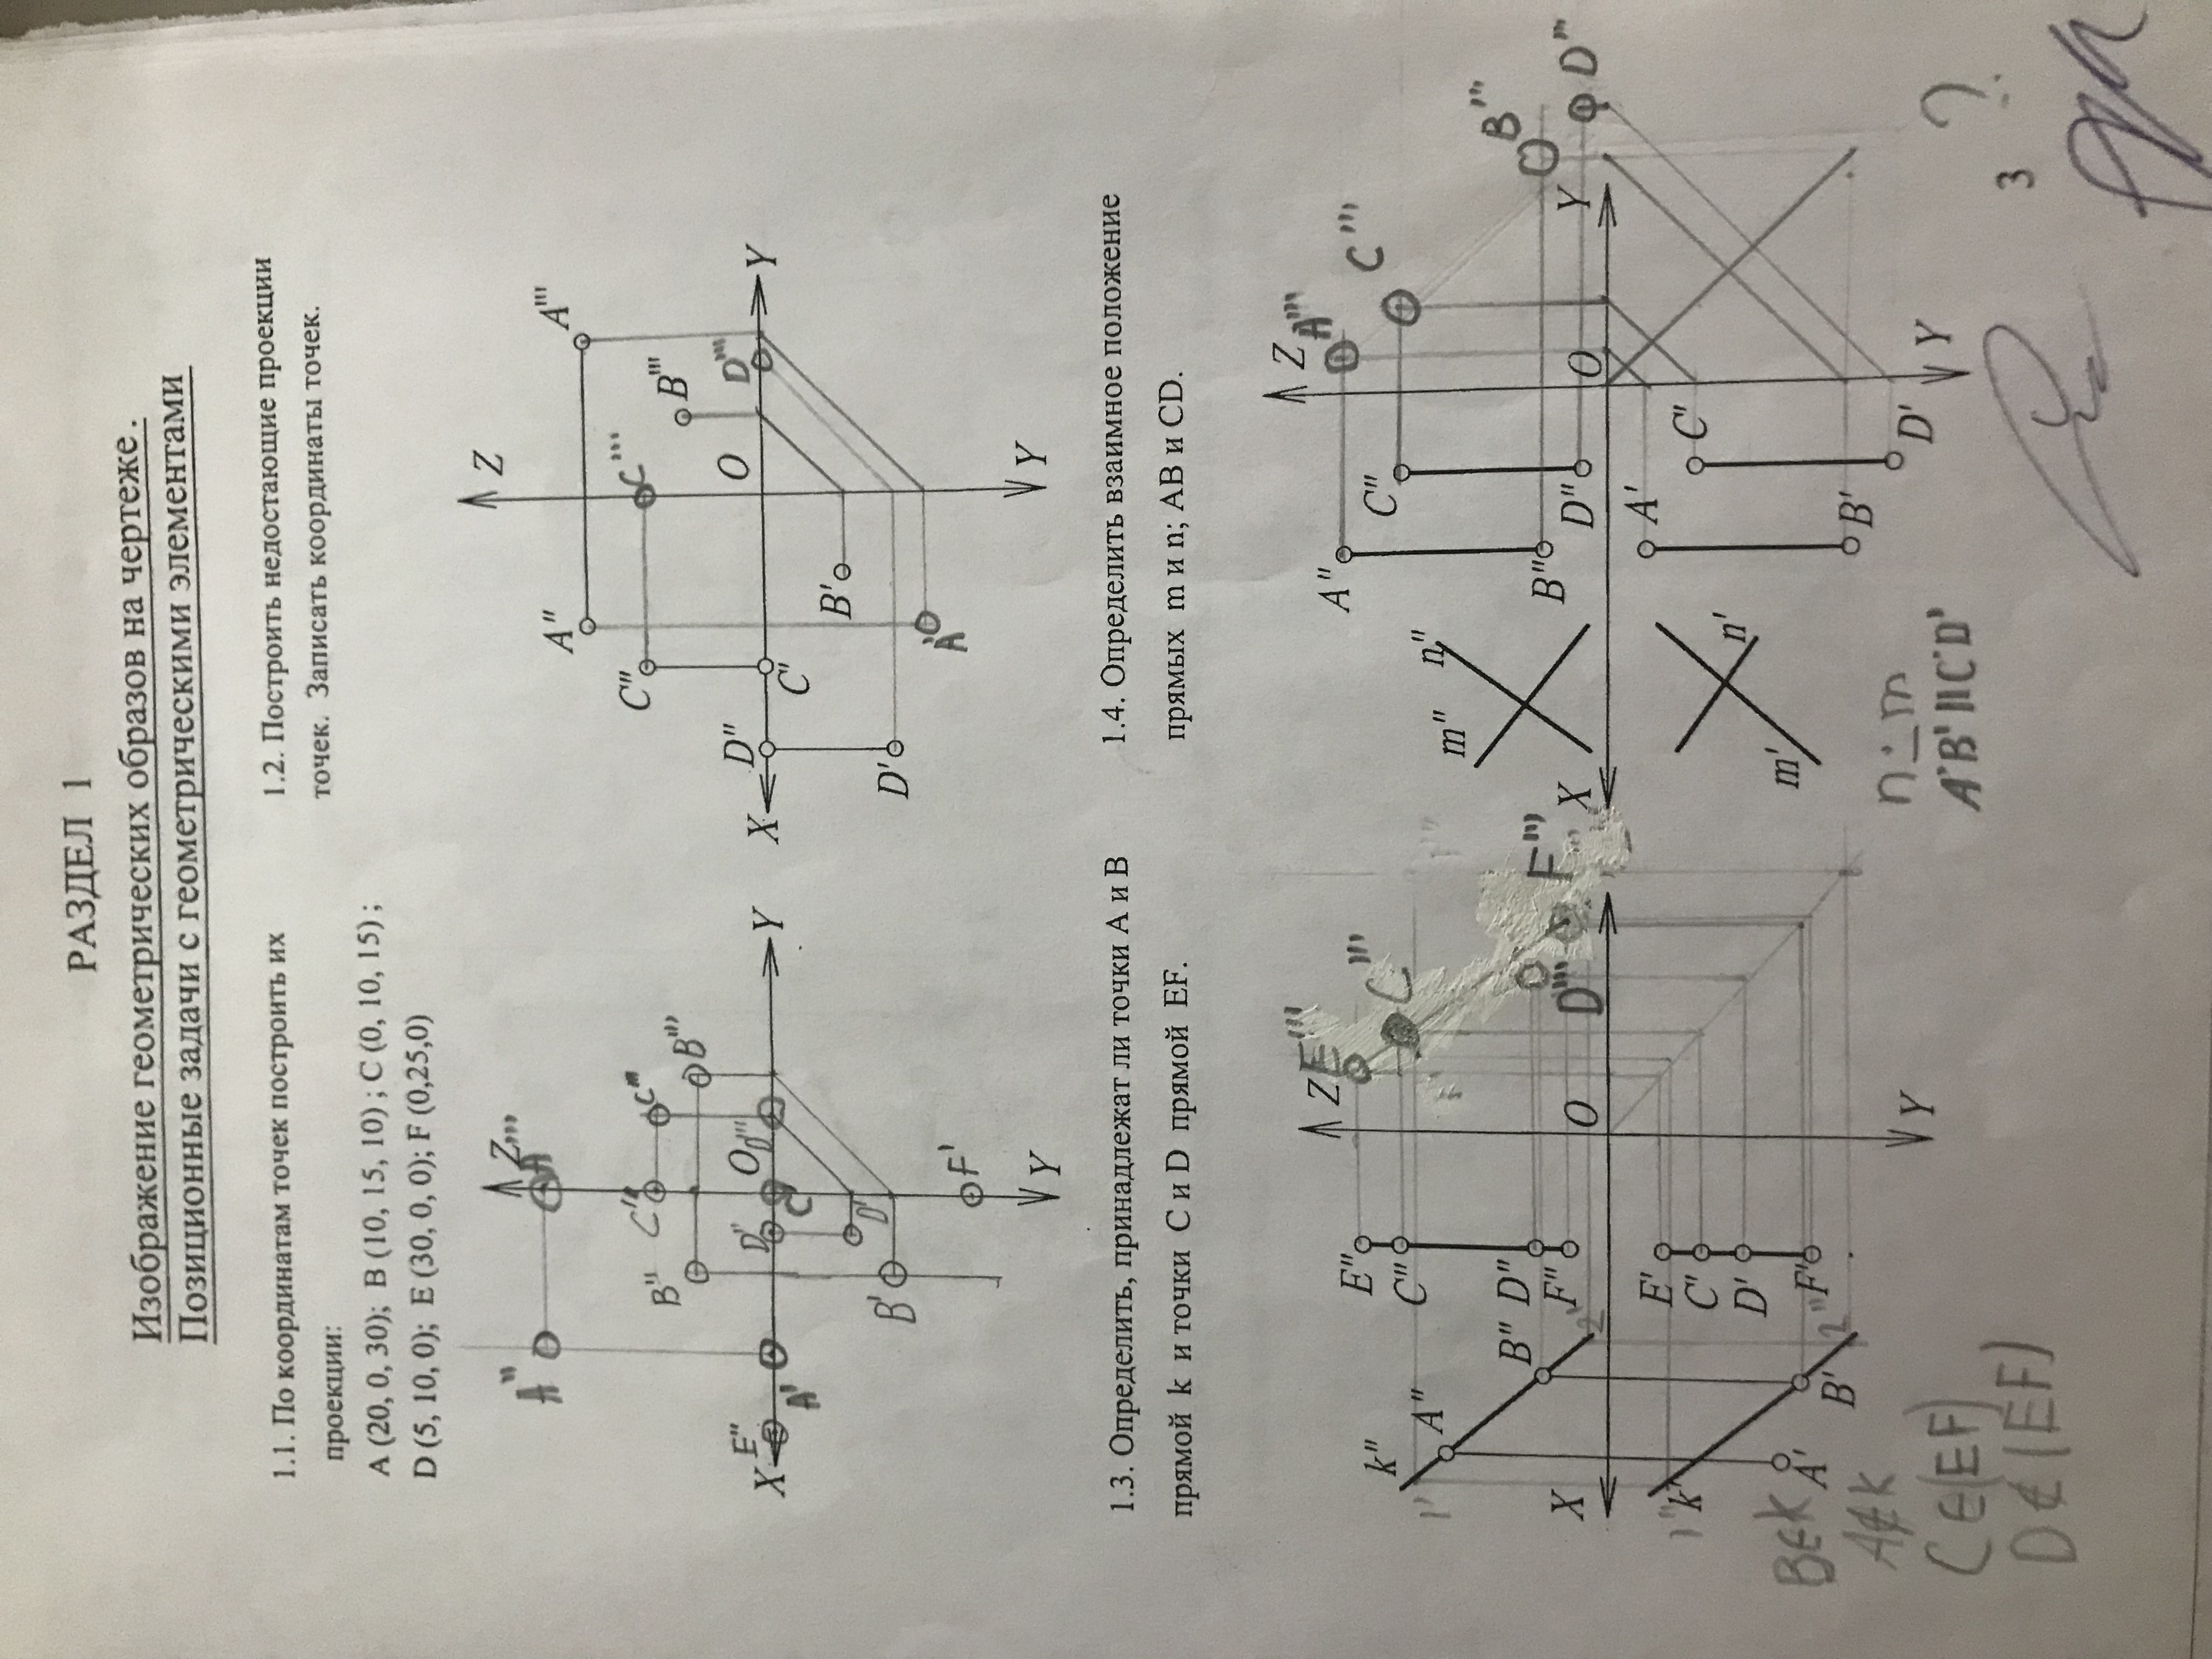 РАЗДЕЛ 1
Изображение геометрических образов на чертеже.
Позиционные задачи с геометрическими элементами
1.1. По координатам точек построить их
проекции:
A (20, 0, 30); B (10, 15, 10) ; C (0, 10, 15) ;
D (5, 10, 0); E (30, 0, 0); F (0,25,0)
A" Z A'''
C" C'''
B" B'''
X E" A' D" C' O D''' Y
D'
B'
F'
Y
1.2. Построить недостающие проекции
точек. Записать координаты точек.
Z
A" A'''
C" C'''
B'''
X D" C' O D''' Y
B'
D'
A'
Y
1.3. Определить, принадлежат ли точки A и B
прямой k и точки C и D прямой EF.
Z E'''
E"
k" C" C'''
1' A"
B" D"
F" D''' F'''
X 2' O
E'
1" k' C'
D'
A' F'
B' 2"
Y
B∈k
A∉k
C∈(EF)
D∉(EF)
1.4. Определить взаимное положение
прямых m и n; AB и CD.
Z A'''
A"
C" C'''
m" n"
B" B'''
D" D'''
X O Y
A'
C'
n'
m'
B'
D'
Y
n∸m
A'B'||C'D'
?
3